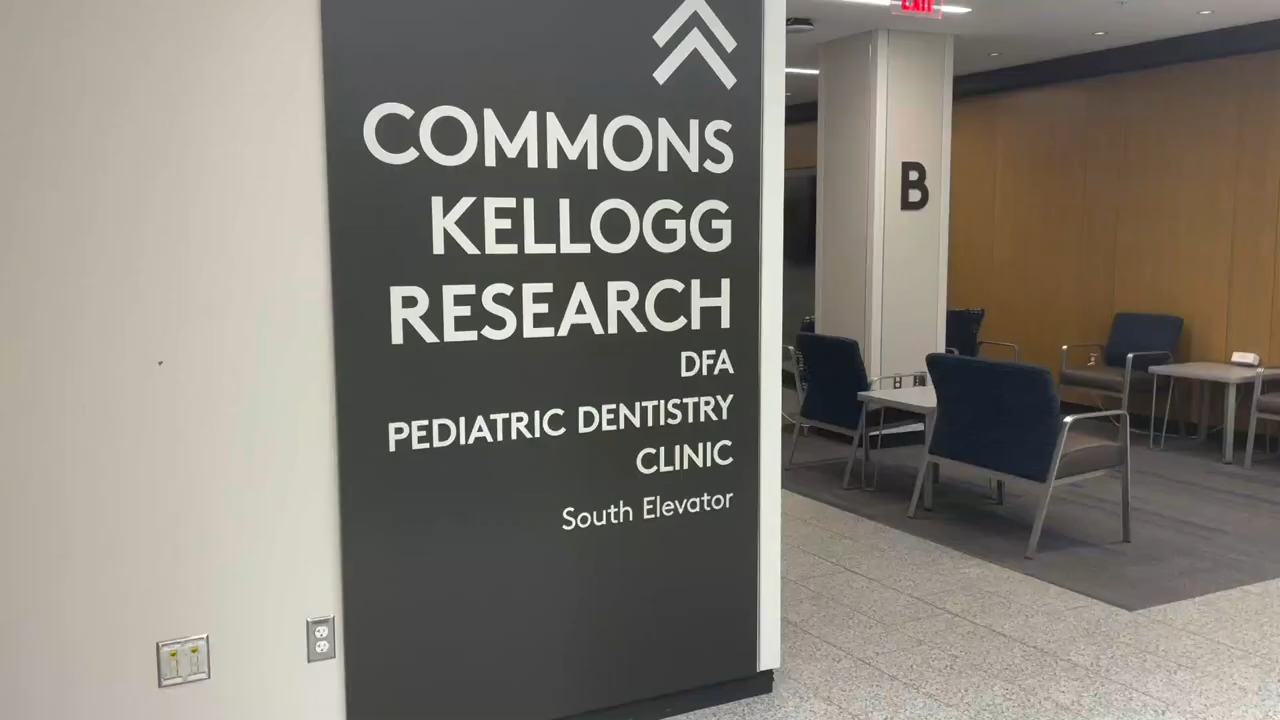 EXIT
COMMONS
KELLOGG
RESEARCH
DFA
PEDIATRIC DENTISTRY
CLINIC
South Elevator
B